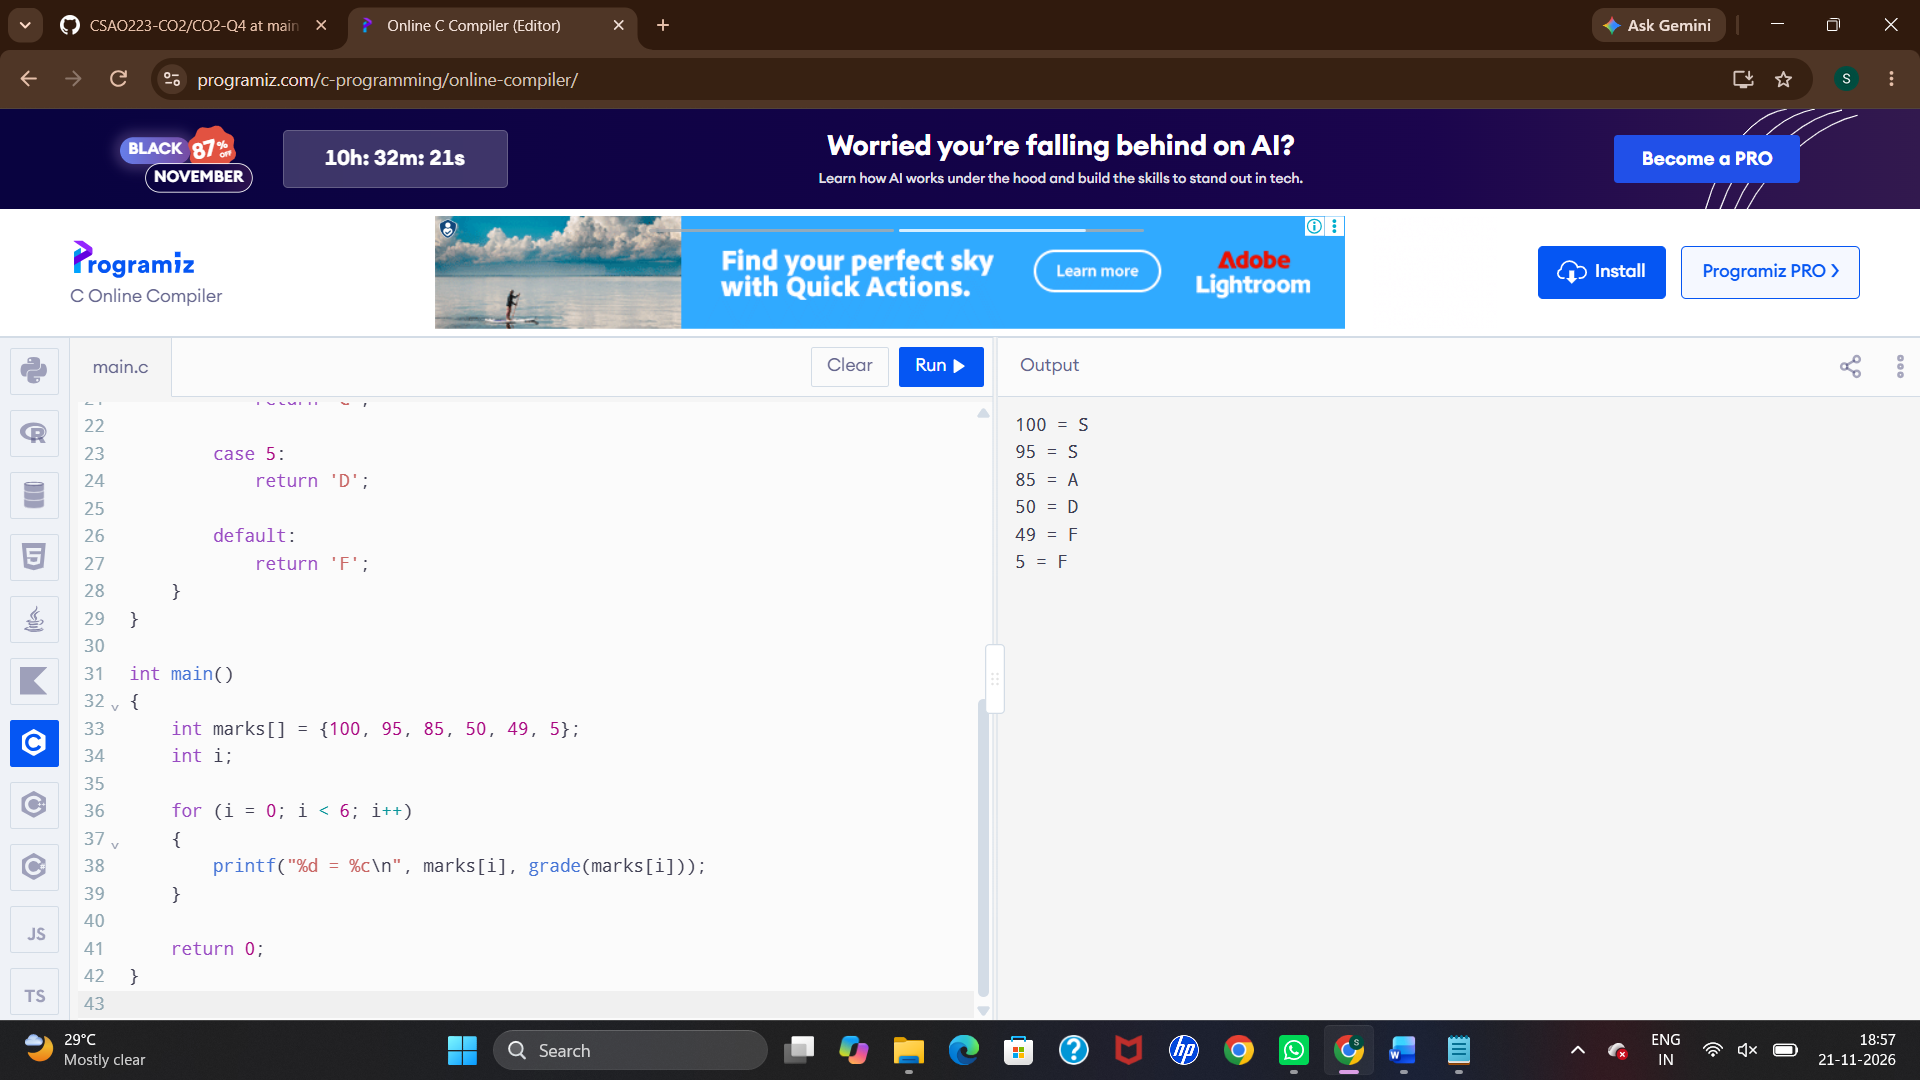 CSAO223-CO2/CO2-Q4 at main
Online C Compiler (Editor)
Ask Gemini
programiz.com/c-programming/online-compiler/
S
BLACK 87% OFF
NOVEMBER
10h: 32m: 21s
Worried you're falling behind on AI?
Learn how AI works under the hood and build the skills to stand out in tech.
Become a PRO
Programiz
C Online Compiler
Find your perfect sky
with Quick Actions.
Learn more
Adobe
Lightroom
Install
Programiz PRO
main.c
Clear
Run
Output
22
23 case 5:
24 return 'D';
25
26 default:
27 return 'F';
28 }
29 }
30
31 int main()
32 {
33 int marks[] = {100, 95, 85, 50, 49, 5};
34 int i;
35
36 for (i = 0; i < 6; i++)
37 {
38 printf("%d = %c\n", marks[i], grade(marks[i]));
39 }
40
41 return 0;
42 }
43
100 = S
95 = S
85 = A
50 = D
49 = F
5 = F
JS
TS
29°C
Mostly clear
Search
ENG
IN
18:57
21-11-2026